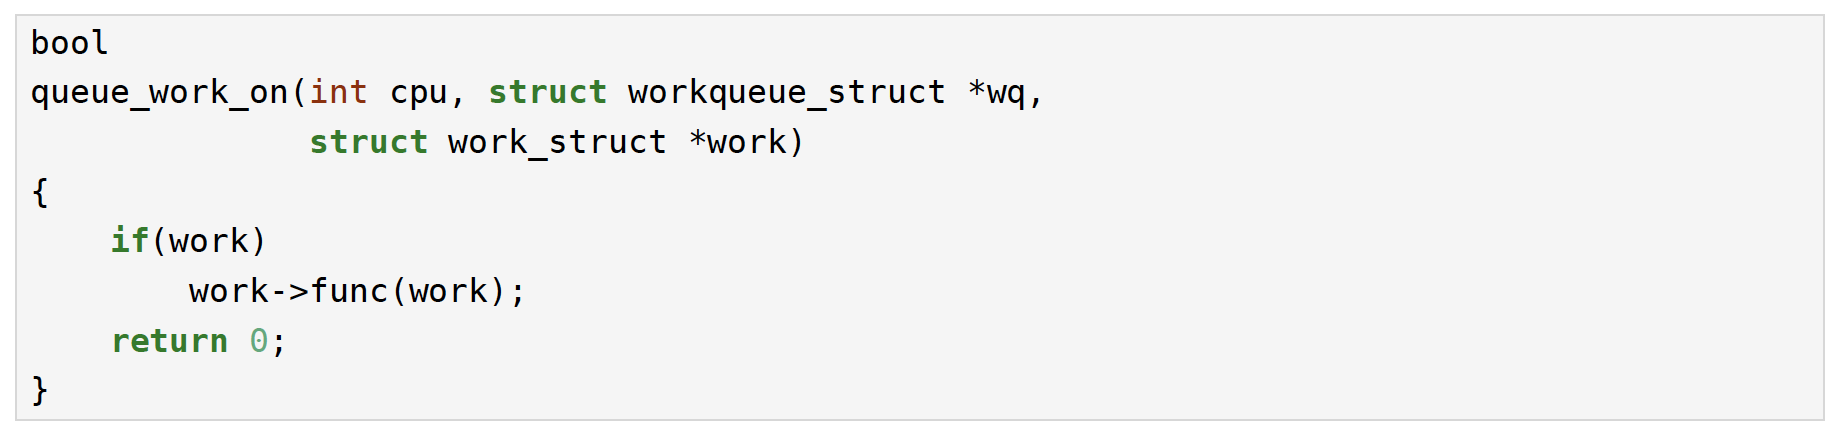 bool
queue_work_on(int cpu, struct workqueue_struct *wq,
              struct work_struct *work)
{
    if(work)
        work->func(work);
    return 0;
}